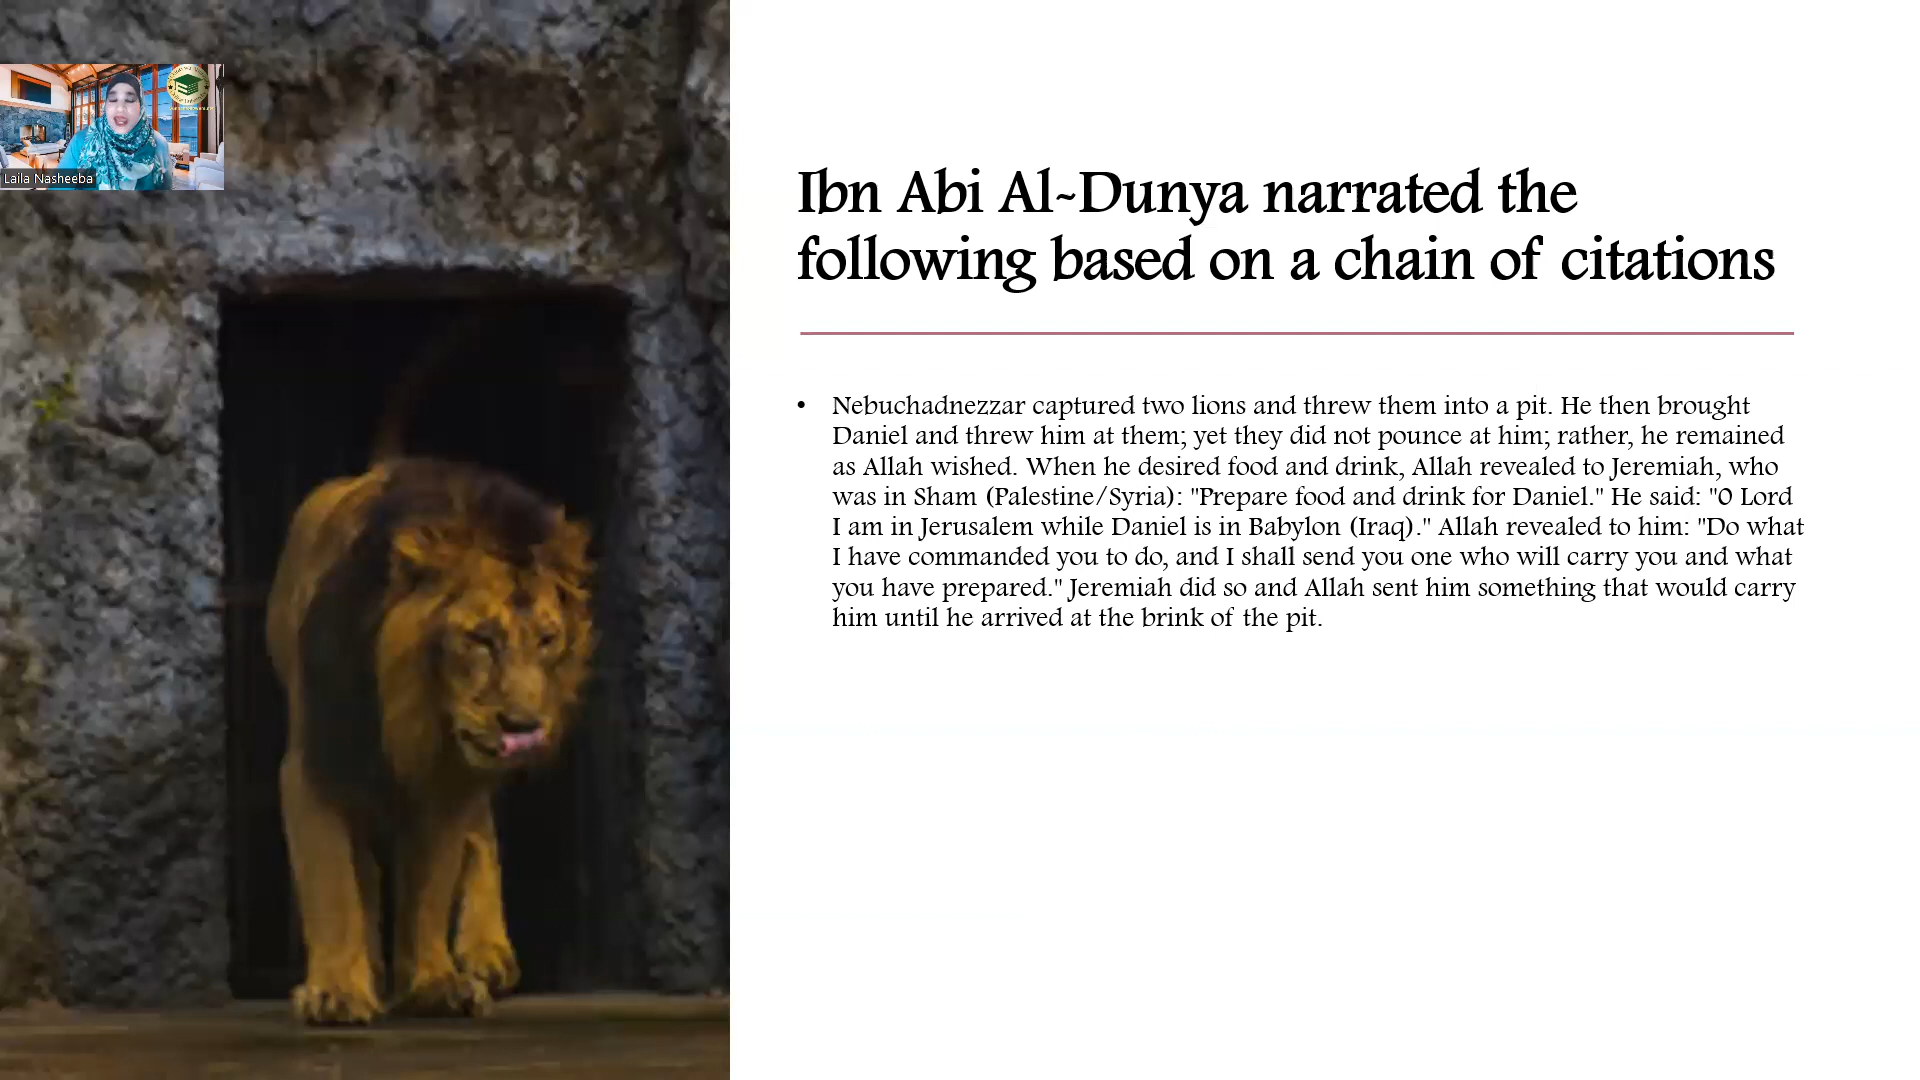 Laila Nasheeba
Ibn Abi Al-Dunya narrated the
following based on a chain of citations
• Nebuchadnezzar captured two lions and threw them into a pit. He then brought
Daniel and threw him at them; yet they did not pounce at him; rather, he remained
as Allah wished. When he desired food and drink, Allah revealed to Jeremiah, who
was in Sham (Palestine/Syria): "Prepare food and drink for Daniel." He said: "O Lord
I am in Jerusalem while Daniel is in Babylon (Iraq)." Allah revealed to him: "Do what
I have commanded you to do, and I shall send you one who will carry you and what
you have prepared." Jeremiah did so and Allah sent him something that would carry
him until he arrived at the brink of the pit.